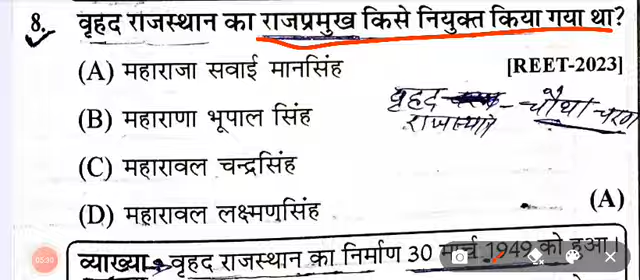 8. वृहद राजस्थान का राजप्रमुख किसे नियुक्त किया गया था?
(A) महाराजा सवाई मानसिंह [REET-2023]
(B) महाराणा भूपाल सिंह
वृहद - चौथा चरण
राजस्थान
(C) महारावल चन्द्रसिंह
(D) महारावल लक्ष्मणसिंह (A)
व्याख्या → वृहद राजस्थान का निर्माण 30 मार्च 1949 को हुआ।
05:30